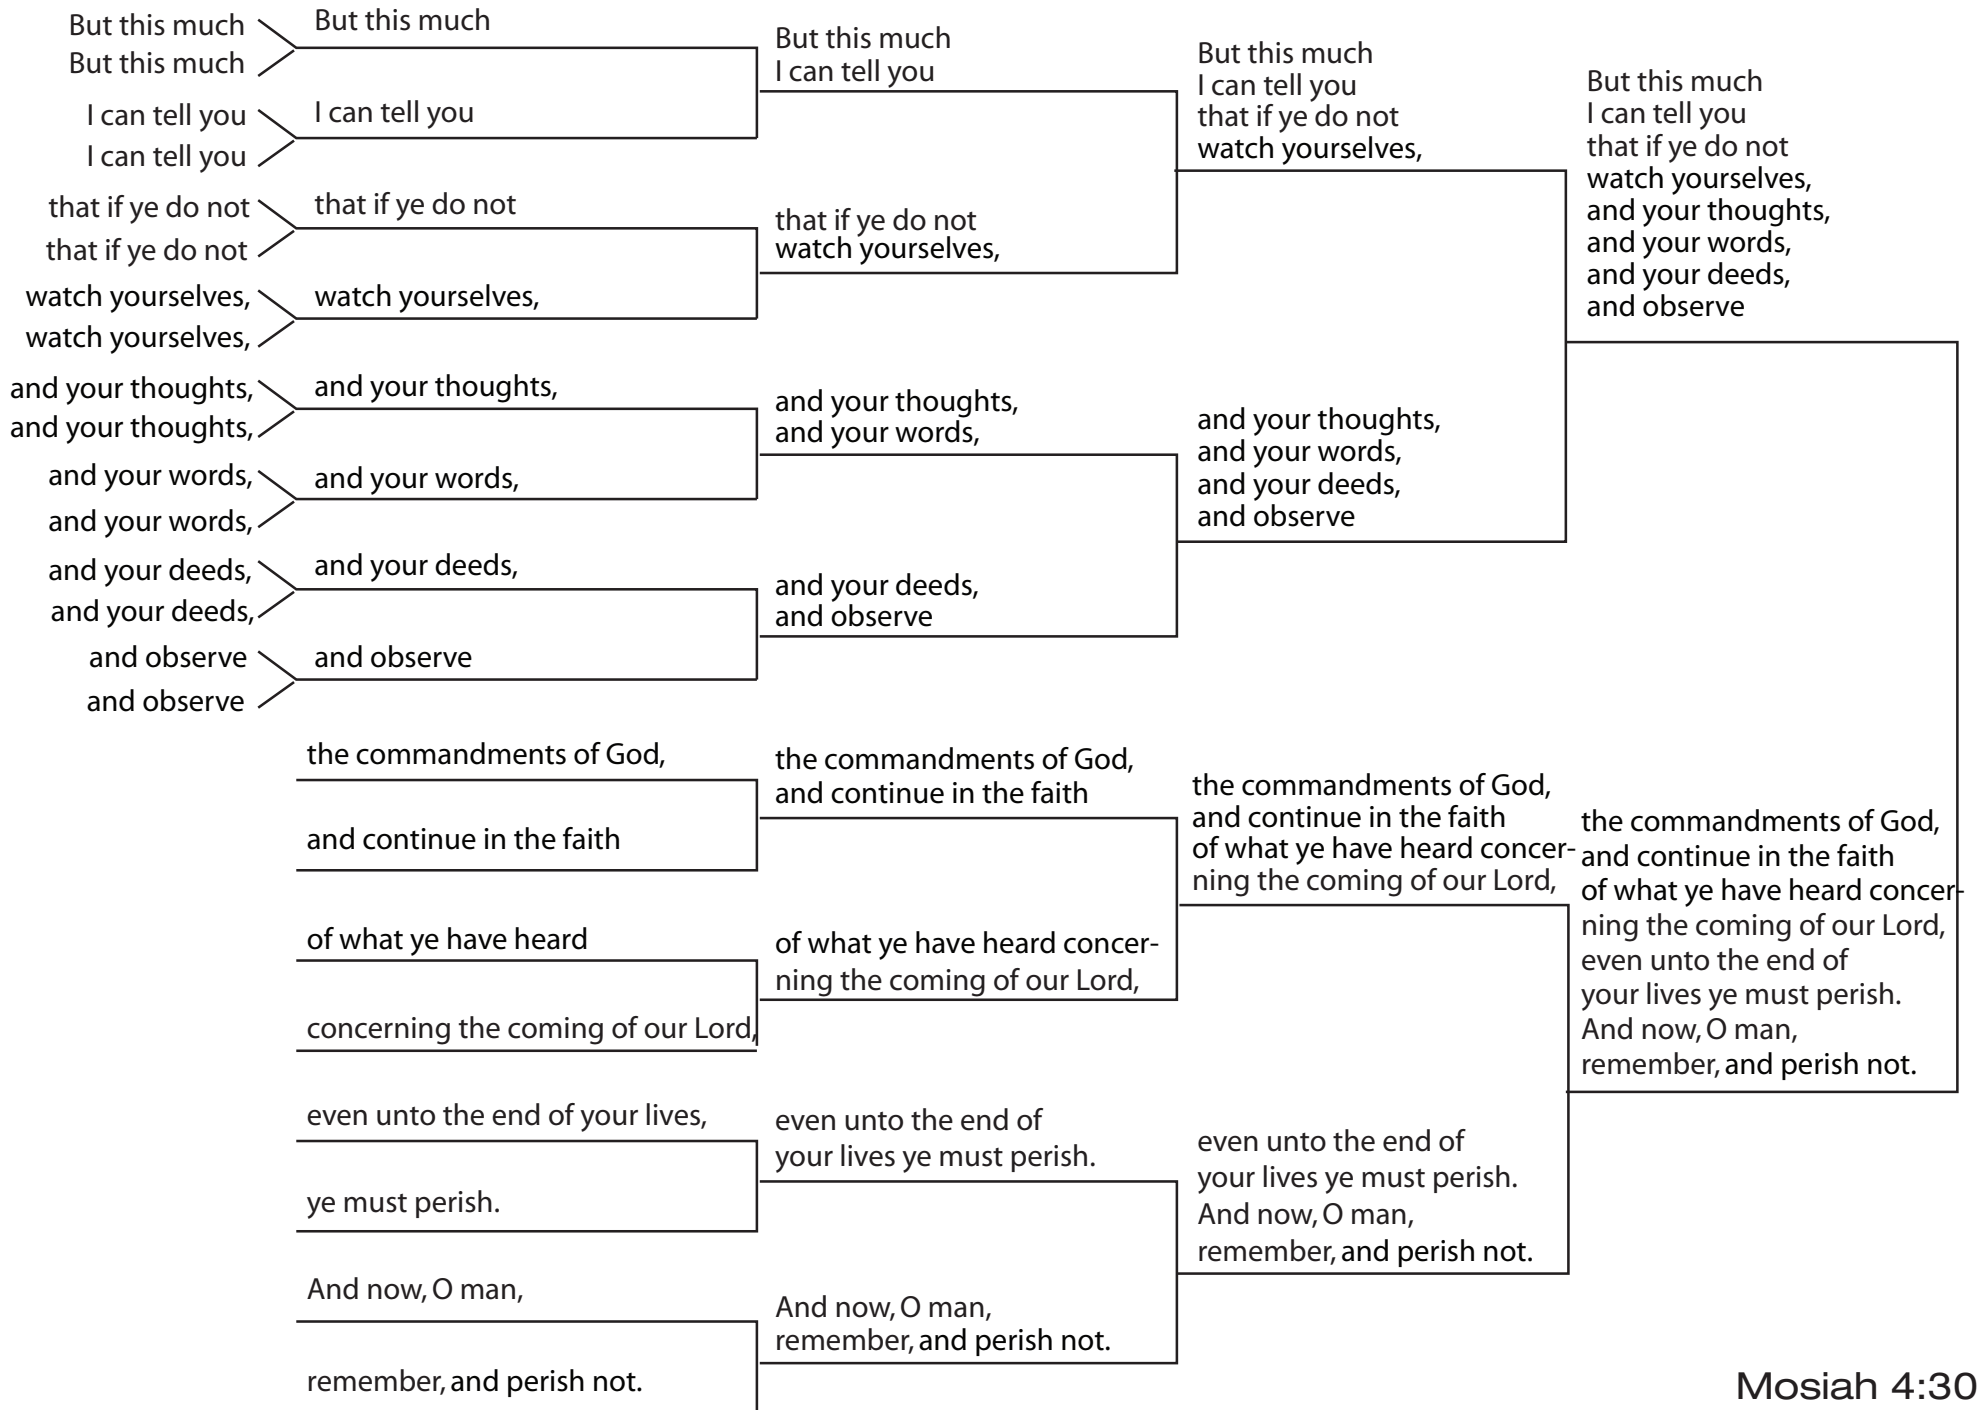 But this much
But this much
I can tell you
I can tell you
that if ye do not
that if ye do not
watch yourselves,
watch yourselves,
and your thoughts,
and your thoughts,
and your words,
and your words,
and your deeds,
and your deeds,
and observe
and observe
But this much
I can tell you
that if ye do not
watch yourselves,
and your thoughts,
and your words,
and your deeds,
and observe
the commandments of God,
and continue in the faith
of what ye have heard
concerning the coming of our Lord,
even unto the end of your lives,
ye must perish.
And now, O man,
remember, and perish not.
But this much
I can tell you
that if ye do not
watch yourselves,
and your thoughts,
and your words,
and your deeds,
and observe
the commandments of God,
and continue in the faith
of what ye have heard concer-
ning the coming of our Lord,
even unto the end of
your lives ye must perish.
And now, O man,
remember, and perish not.
But this much
I can tell you
that if ye do not
watch yourselves,
and your thoughts,
and your words,
and your deeds,
and observe
the commandments of God,
and continue in the faith
of what ye have heard concer-
ning the coming of our Lord,
even unto the end of
your lives ye must perish.
And now, O man,
remember, and perish not.
But this much
I can tell you
that if ye do not
watch yourselves,
and your thoughts,
and your words,
and your deeds,
and observe
the commandments of God,
and continue in the faith
of what ye have heard concer-
ning the coming of our Lord,
even unto the end of
your lives ye must perish.
And now, O man,
remember, and perish not.
Mosiah 4:30